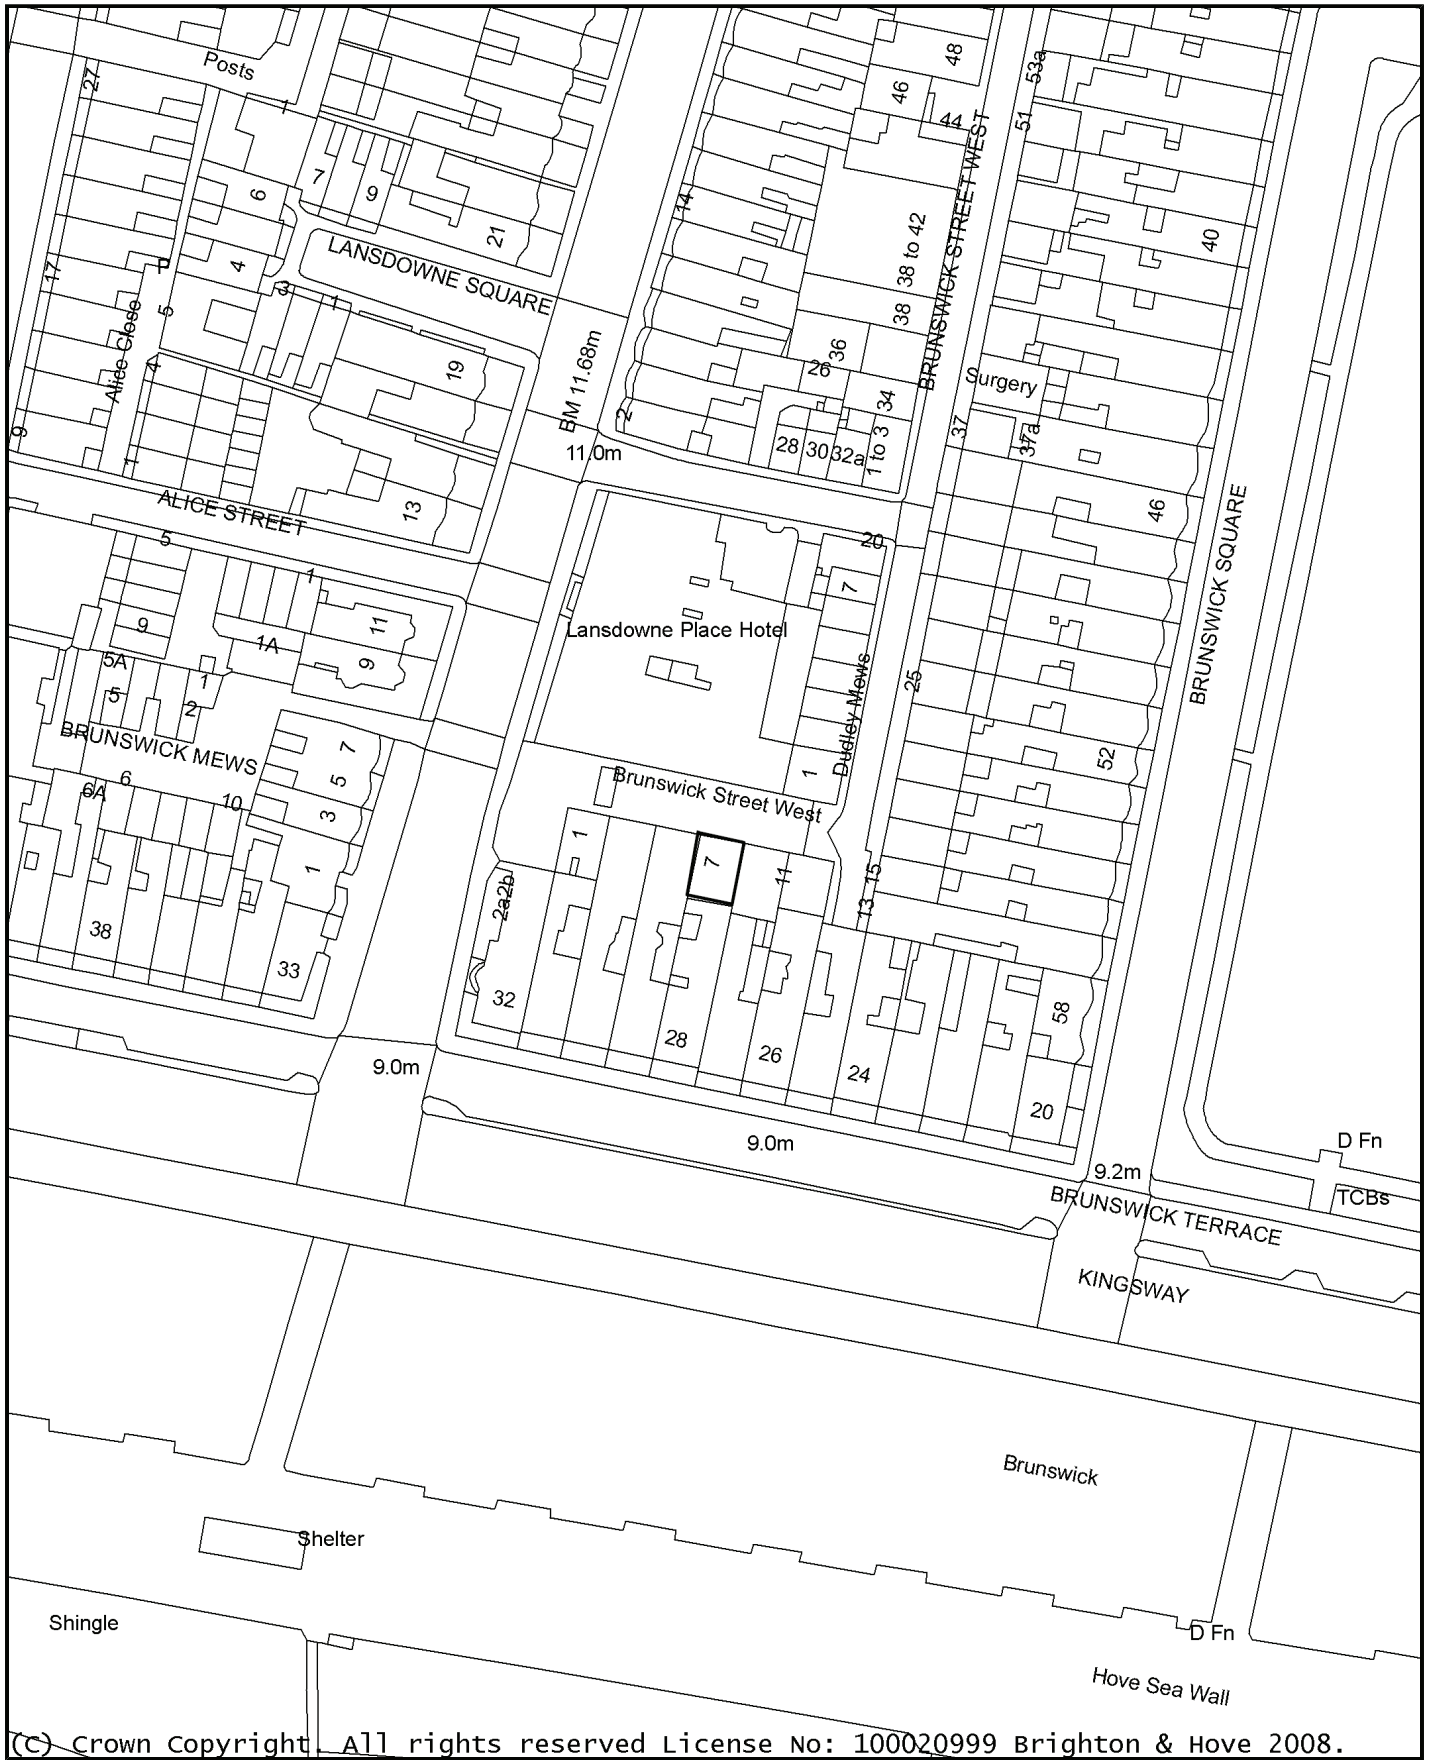 Posts
27
1
48
53a
46
44
51
7
9
6
14
21
40
17
P
4
LANSDOWNE SQUARE
38 to 42
BRUNSWICK STREET WEST
3
1
5
Alice Close
38
BM 11.68m
36
26
19
4
Surgery
34
2
9
37
37a
28
30
32a
1 to 3
11.0m
1
ALICE STREET
13
46
BRUNSWICK SQUARE
5
20
1
7
9
11
1A
Lansdowne Place Hotel
5A
9
1
5
2
25
Dudley Mews
BRUNSWICK MEWS
7
5
52
1
6
6A
10
3
Brunswick Street West
1
7
11
1
15
13
2a2b
38
33
32
58
28
26
24
9.0m
20
9.0m
D Fn
9.2m
TCBs
BRUNSWICK TERRACE
KINGSWAY
Brunswick
Shelter
Shingle
D Fn
Hove Sea Wall
(C) Crown Copyright. All rights reserved License No: 100020999 Brighton & Hove 2008.